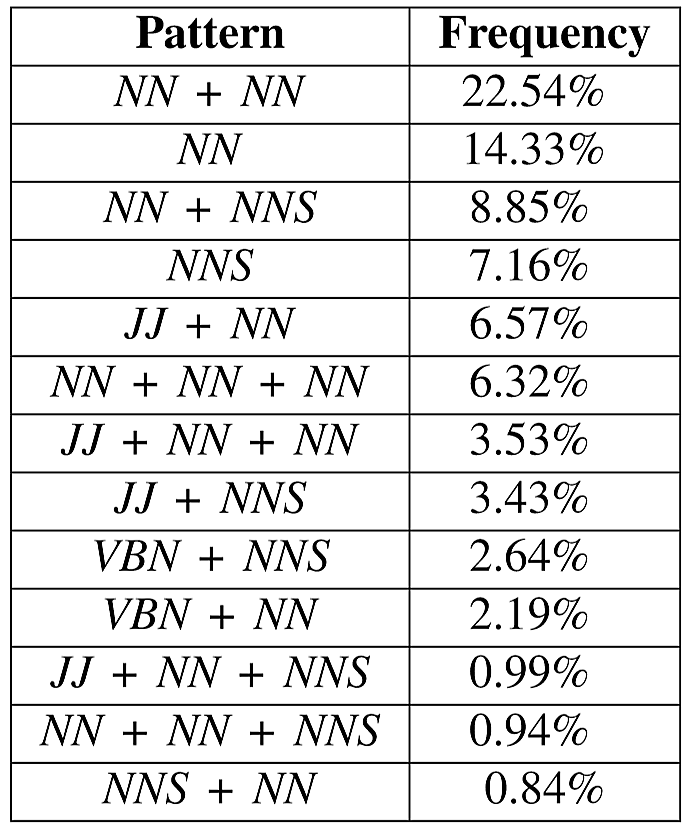 Pattern Frequency
NN + NN 22.54%
NN 14.33%
NN + NNS 8.85%
NNS 7.16%
JJ + NN 6.57%
NN + NN + NN 6.32%
JJ + NN + NN 3.53%
JJ + NNS 3.43%
VBN + NNS 2.64%
VBN + NN 2.19%
JJ + NN + NNS 0.99%
NN + NN + NNS 0.94%
NNS + NN 0.84%